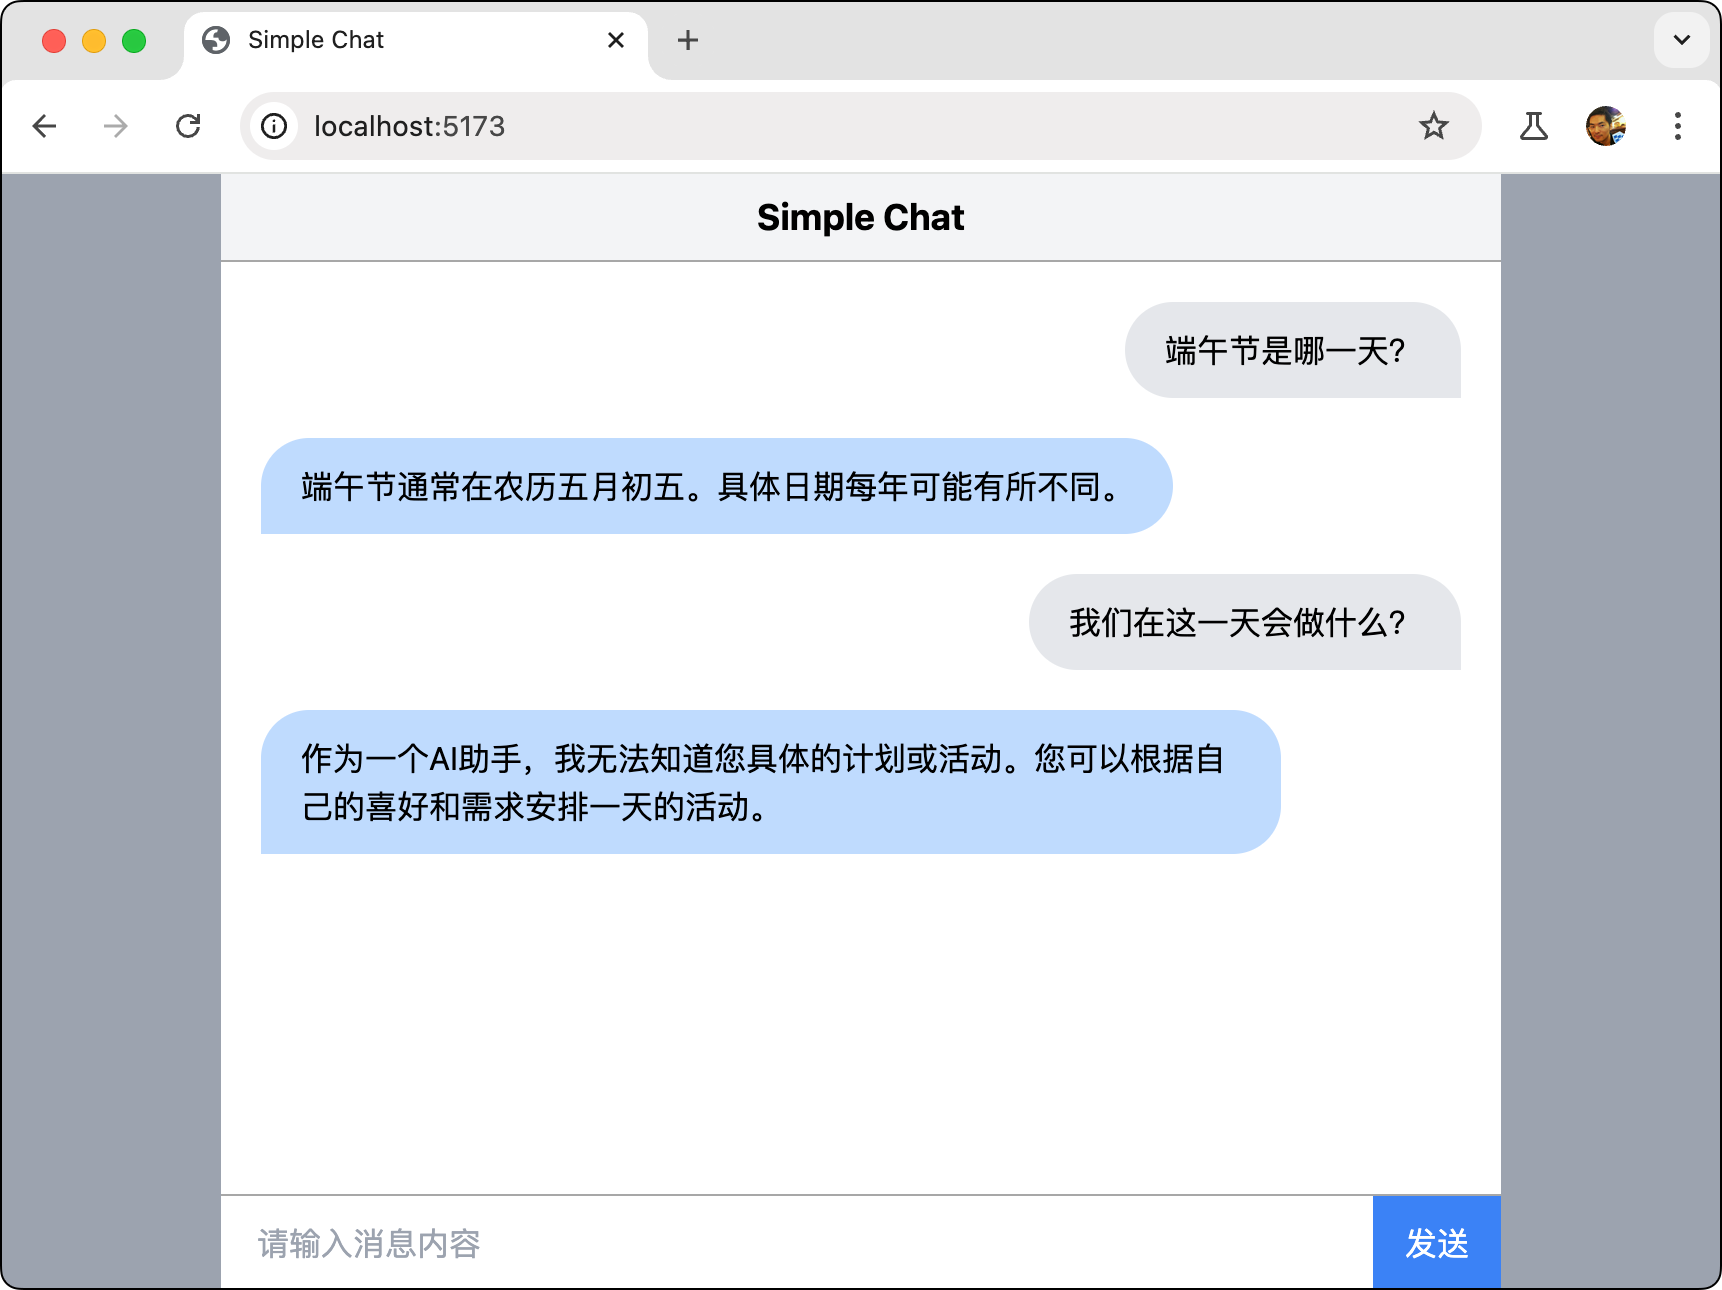 Simple Chat
localhost:5173
Simple Chat
端午节是哪一天?
端午节通常在农历五月初五。具体日期每年可能有所不同。
我们在这一天会做什么?
作为一个AI助手，我无法知道您具体的计划或活动。您可以根据自
己的喜好和需求安排一天的活动。
请输入消息内容
发送